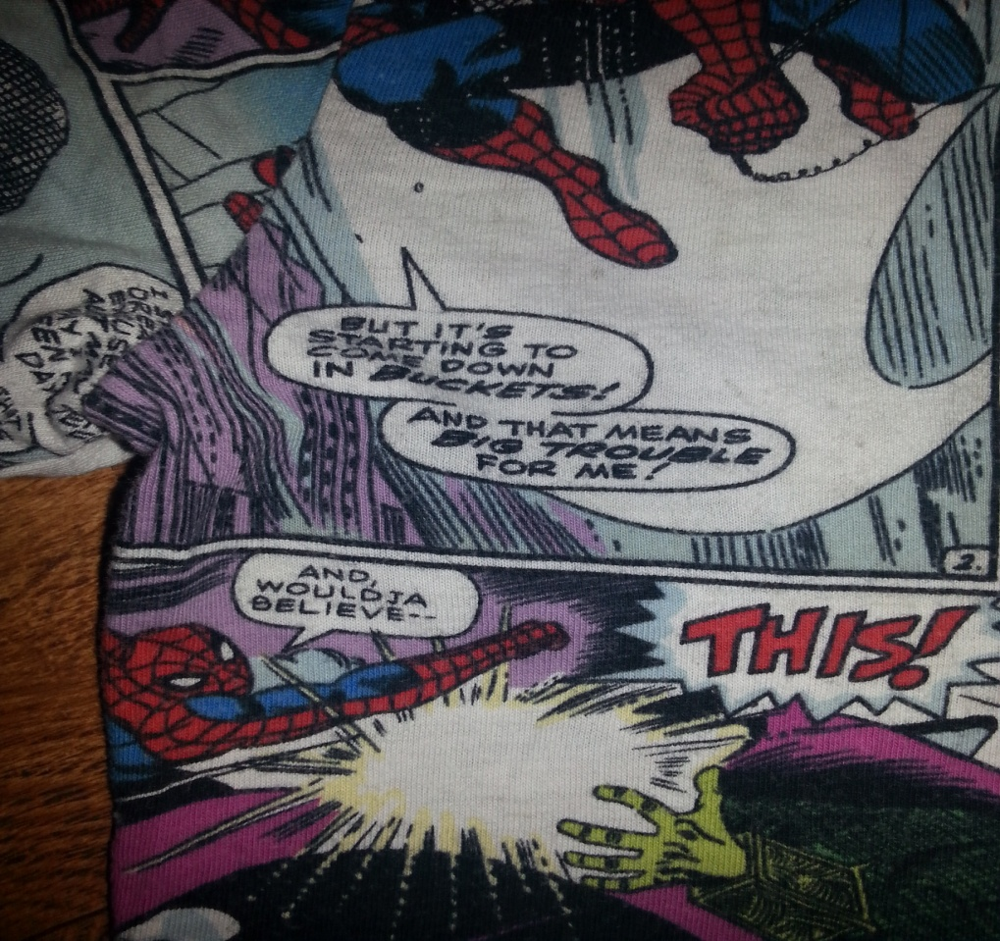 BUT IT'S
STARTING TO
COME DOWN
IN BUCKETS!
AND THAT MEANS
BIG TROUBLE
FOR ME!
2.
AND,
WOULDJA
BELIEVE--
THIS!